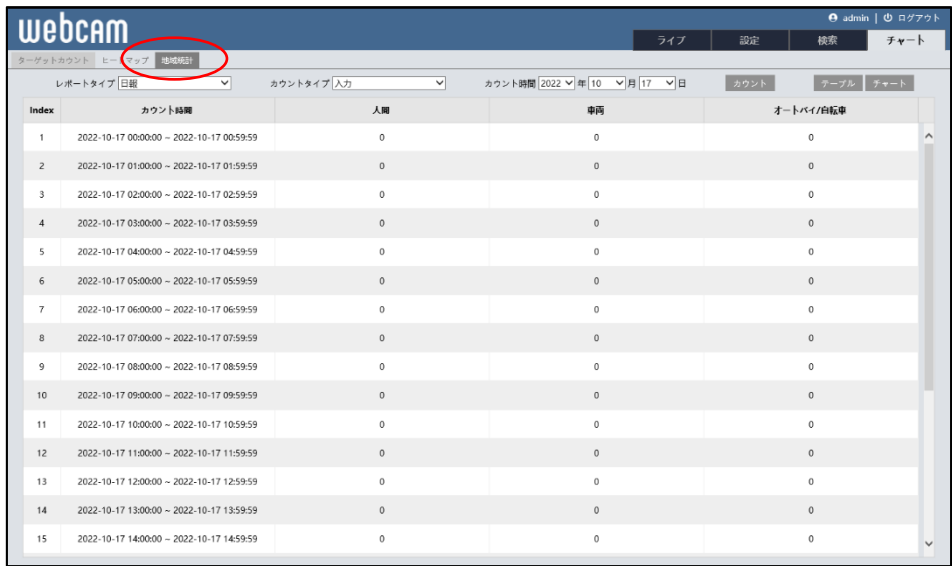 webcam
admin | ログアウト
ライブ 設定 検索 チャート
ターゲットカウント ヒートマップ 地域統計
レポートタイプ 日報 カウントタイプ 入力 カウント時間 2022 年 10 月 17 日 カウント テーブル チャート
Index カウント時間 人間 車両 オートバイ/自転車
1 2022-10-17 00:00:00 ~ 2022-10-17 00:59:59 0 0 0
2 2022-10-17 01:00:00 ~ 2022-10-17 01:59:59 0 0 0
3 2022-10-17 02:00:00 ~ 2022-10-17 02:59:59 0 0 0
4 2022-10-17 03:00:00 ~ 2022-10-17 03:59:59 0 0 0
5 2022-10-17 04:00:00 ~ 2022-10-17 04:59:59 0 0 0
6 2022-10-17 05:00:00 ~ 2022-10-17 05:59:59 0 0 0
7 2022-10-17 06:00:00 ~ 2022-10-17 06:59:59 0 0 0
8 2022-10-17 07:00:00 ~ 2022-10-17 07:59:59 0 0 0
9 2022-10-17 08:00:00 ~ 2022-10-17 08:59:59 0 0 0
10 2022-10-17 09:00:00 ~ 2022-10-17 09:59:59 0 0 0
11 2022-10-17 10:00:00 ~ 2022-10-17 10:59:59 0 0 0
12 2022-10-17 11:00:00 ~ 2022-10-17 11:59:59 0 0 0
13 2022-10-17 12:00:00 ~ 2022-10-17 12:59:59 0 0 0
14 2022-10-17 13:00:00 ~ 2022-10-17 13:59:59 0 0 0
15 2022-10-17 14:00:00 ~ 2022-10-17 14:59:59 0 0 0